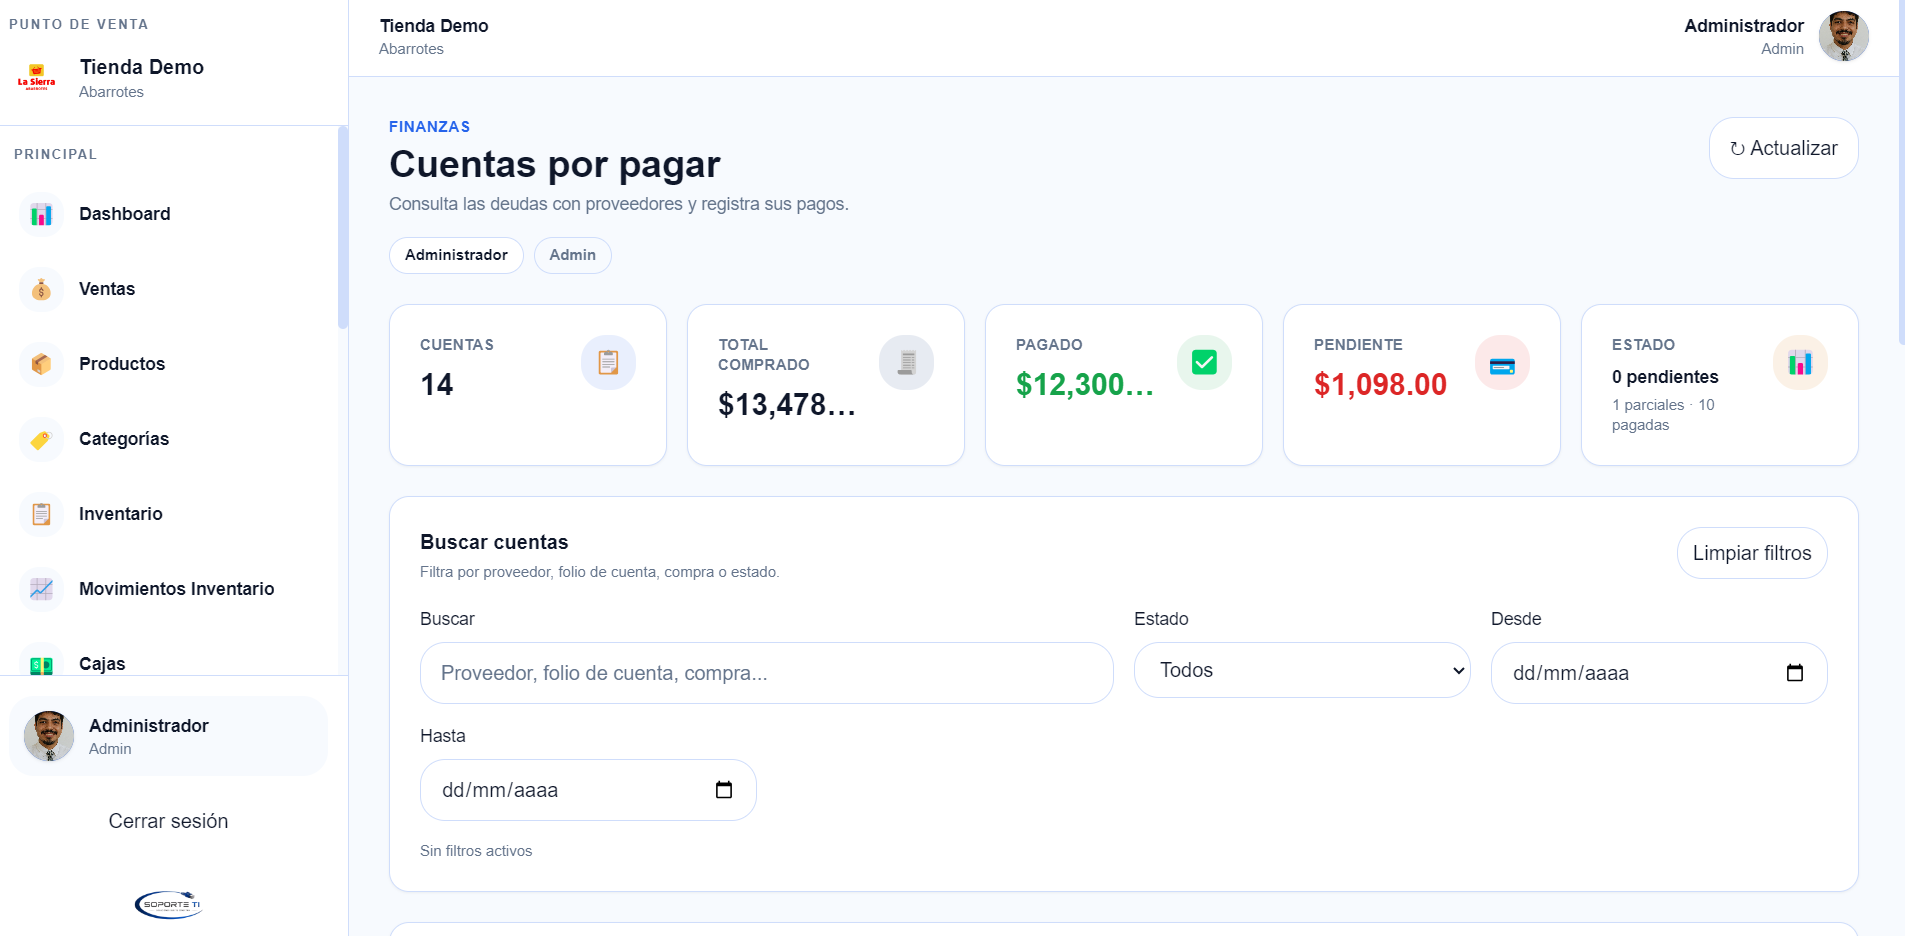 PUNTO DE VENTA
La Sierra
ABARROTES
Tienda Demo
Abarrotes
PRINCIPAL
Dashboard
Ventas
Productos
Categorías
Inventario
Movimientos Inventario
Cajas
Administrador
Admin
Cerrar sesión
SOPORTE TI
Tienda Demo
Abarrotes
Administrador
Admin
FINANZAS
Cuentas por pagar
Consulta las deudas con proveedores y registra sus pagos.
↻ Actualizar
Administrador
Admin
CUENTAS
14
TOTAL
COMPRADO
$13,478...
PAGADO
$12,300...
PENDIENTE
$1,098.00
ESTADO
0 pendientes
1 parciales · 10
pagadas
Buscar cuentas
Filtra por proveedor, folio de cuenta, compra o estado.
Limpiar filtros
Buscar
Proveedor, folio de cuenta, compra...
Estado
Todos
Desde
dd/mm/aaaa
Hasta
dd/mm/aaaa
Sin filtros activos